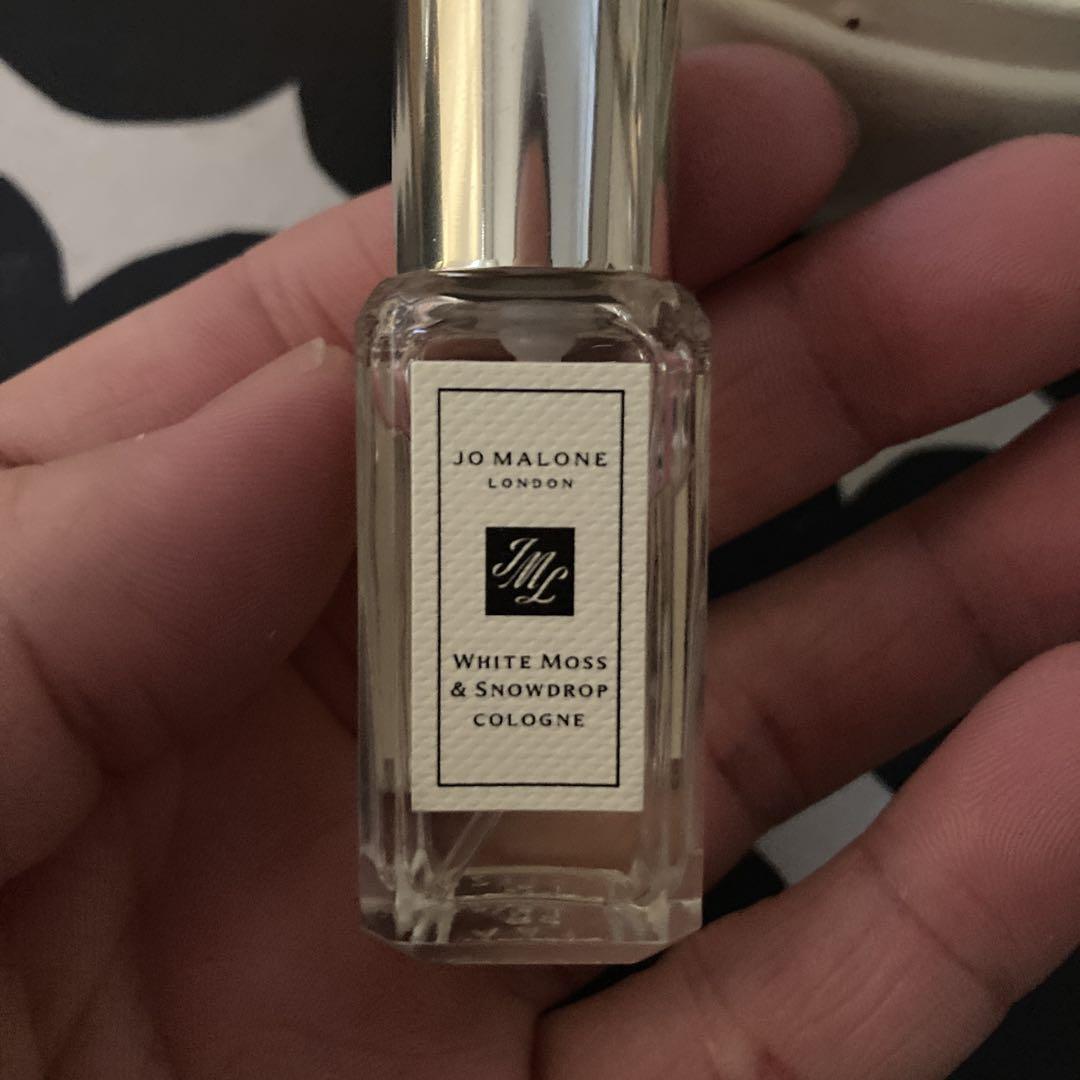 JO MALONE
LONDON
JML
WHITE MOSS
& SNOWDROP
COLOGNE